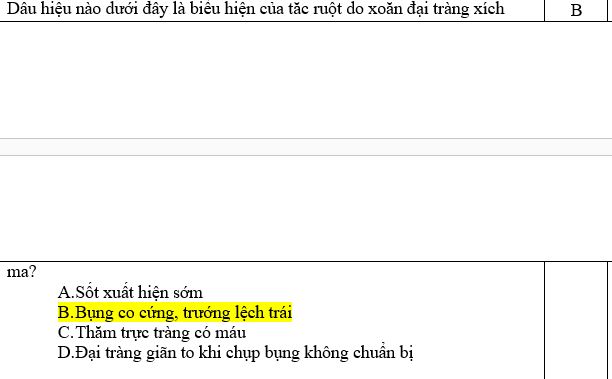 Dấu hiệu nào dưới đây là biểu hiện của tắc ruột do xoắn đại tràng xích
B
ma?
A.Sốt xuất hiện sớm
B.Bụng co cứng, trướng lệch trái
C.Thăm trực tràng có máu
D.Đại tràng giãn to khi chụp bụng không chuẩn bị